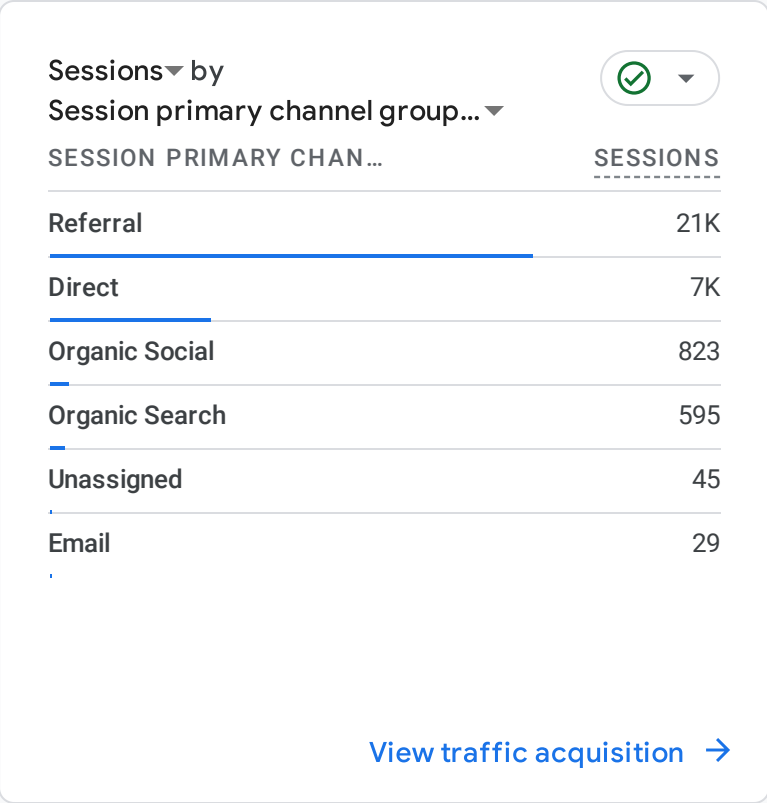 Sessions by
Session primary channel group...
SESSION PRIMARY CHAN... SESSIONS
Referral 21K
Direct 7K
Organic Social 823
Organic Search 595
Unassigned 45
Email 29
View traffic acquisition